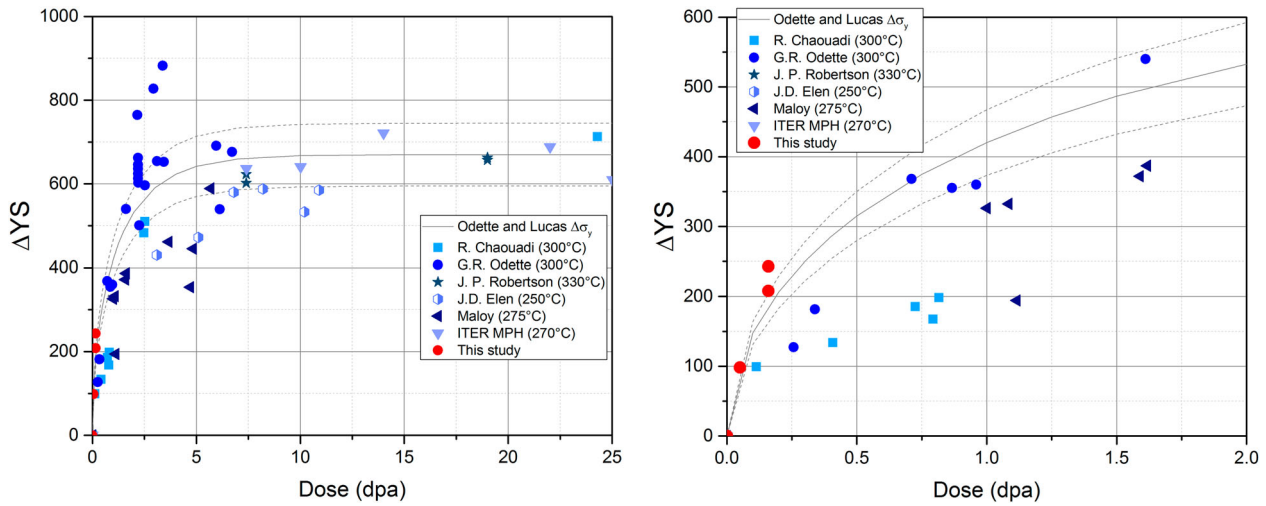 1000
800
600
400
200
0
ΔYS
0
5
10
15
20
25
Dose (dpa)
Odette and Lucas Δσy
R. Chaouadi (300°C)
G.R. Odette (300°C)
J. P. Robertson (330°C)
J.D. Elen (250°C)
Maloy (275°C)
ITER MPH (270°C)
This study
600
500
400
300
200
100
0
ΔYS
0.0
0.5
1.0
1.5
2.0
Dose (dpa)
Odette and Lucas Δσy
R. Chaouadi (300°C)
G.R. Odette (300°C)
J. P. Robertson (330°C)
J.D. Elen (250°C)
Maloy (275°C)
ITER MPH (270°C)
This study